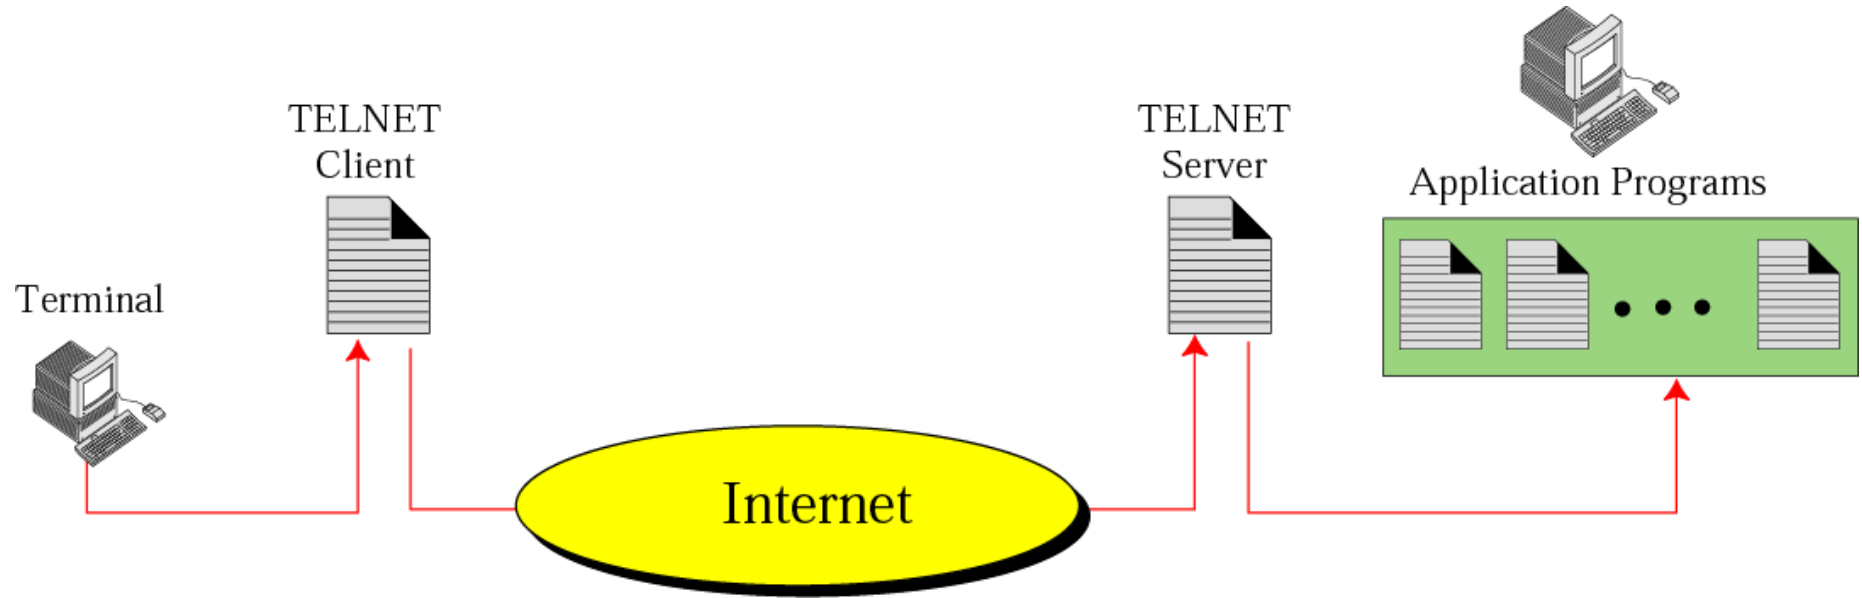 TELNET
Client
TELNET
Server
Application Programs
Terminal
Internet